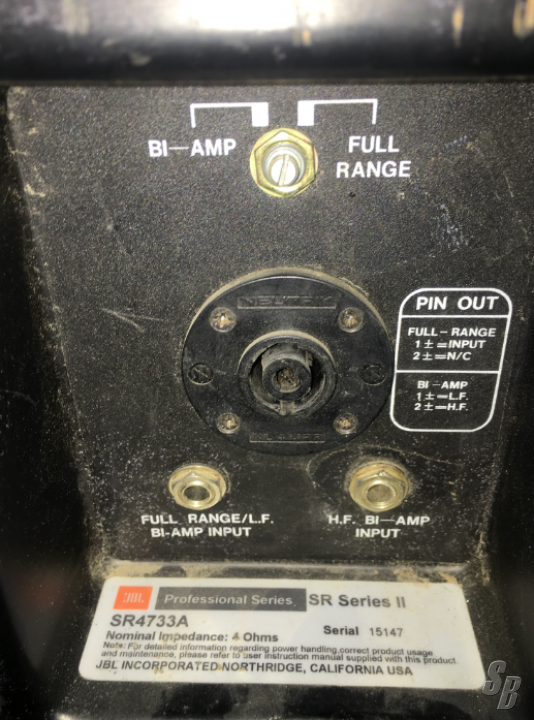 BI-AMP
FULL
RANGE
NEUTRIK
PIN OUT
FULL-RANGE
1 ± = INPUT
2 ± = N/C
BI-AMP
1 ± = L.F.
2 ± = H.F.
FULL RANGE/L.F.
BI-AMP INPUT
H.F. BI-AMP
INPUT
JBL Professional Series SR Series II
SR4733A
Nominal Impedance: 4 Ohms Serial 15147
Note: For detailed information regarding power handling, correct product usage
and maintenance, please refer to user instruction manual supplied with this product.
JBL INCORPORATED NORTHRIDGE, CALIFORNIA USA
SB